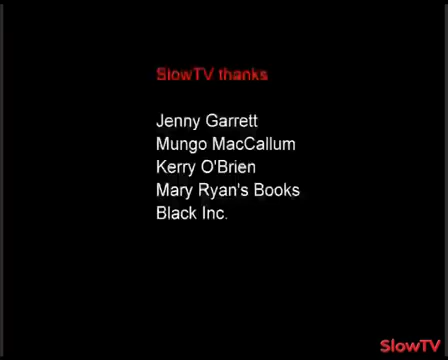 SlowTV thanks
Jenny Garrett
Mungo MacCallum
Kerry O'Brien
Mary Ryan's Books
Black Inc.
SlowTV